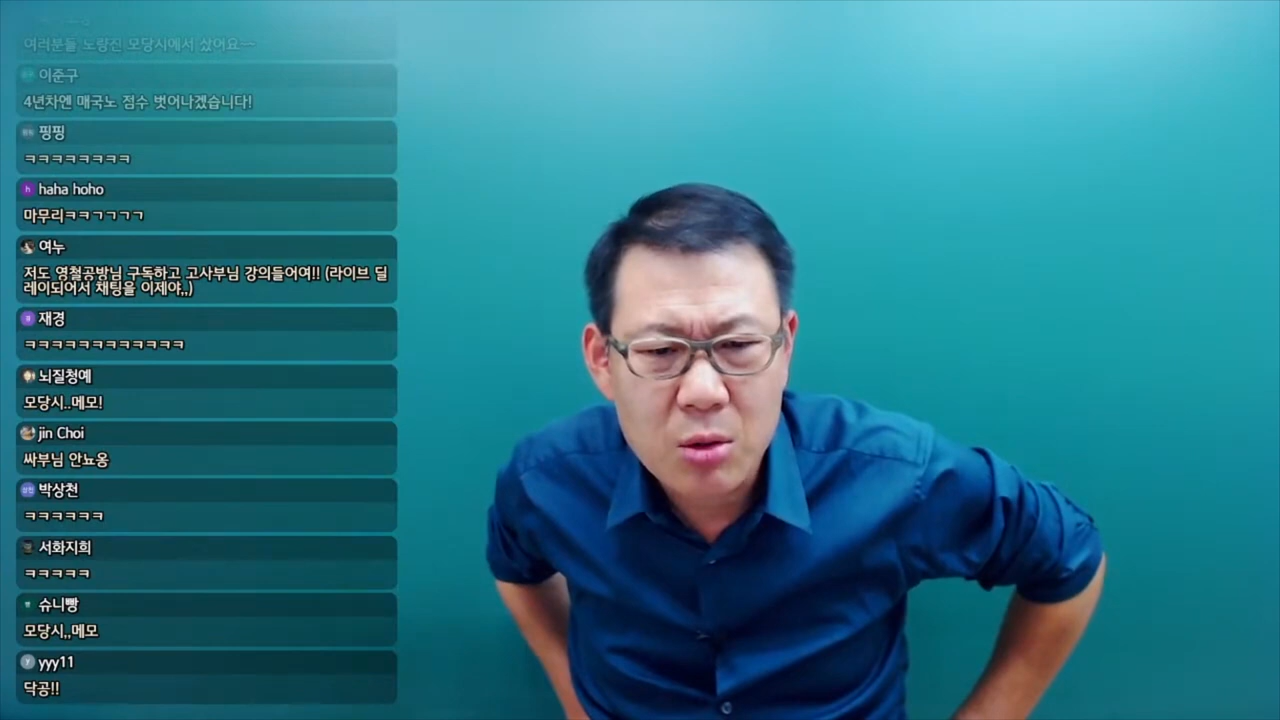 여러분들 노량진 모당시에서 샀어요~
이준구
4년차엔 매국노 점수 벗어나겠습니다!
핑핑
ㅋㅋㅋㅋㅋㅋㅋㅋ
haha hoho
마무리ㅋㅋㄱㄱㄱㄱ
여누
저도 영철공방님 구독하고 고사부님 강의들어여!! (라이브 딜
레이되어서 채팅을 이제야,,)
재경
ㅋㅋㅋㅋㅋㅋㅋㅋㅋㅋㅋㅋ
뇌질청예
모당시..메모!
jin Choi
싸부님 안뇨옹
박상천
ㅋㅋㅋㅋㅋㅋ
서화지희
ㅋㅋㅋㅋㅋ
슈니빵
모당시,,메모
yyy11
닥공!!